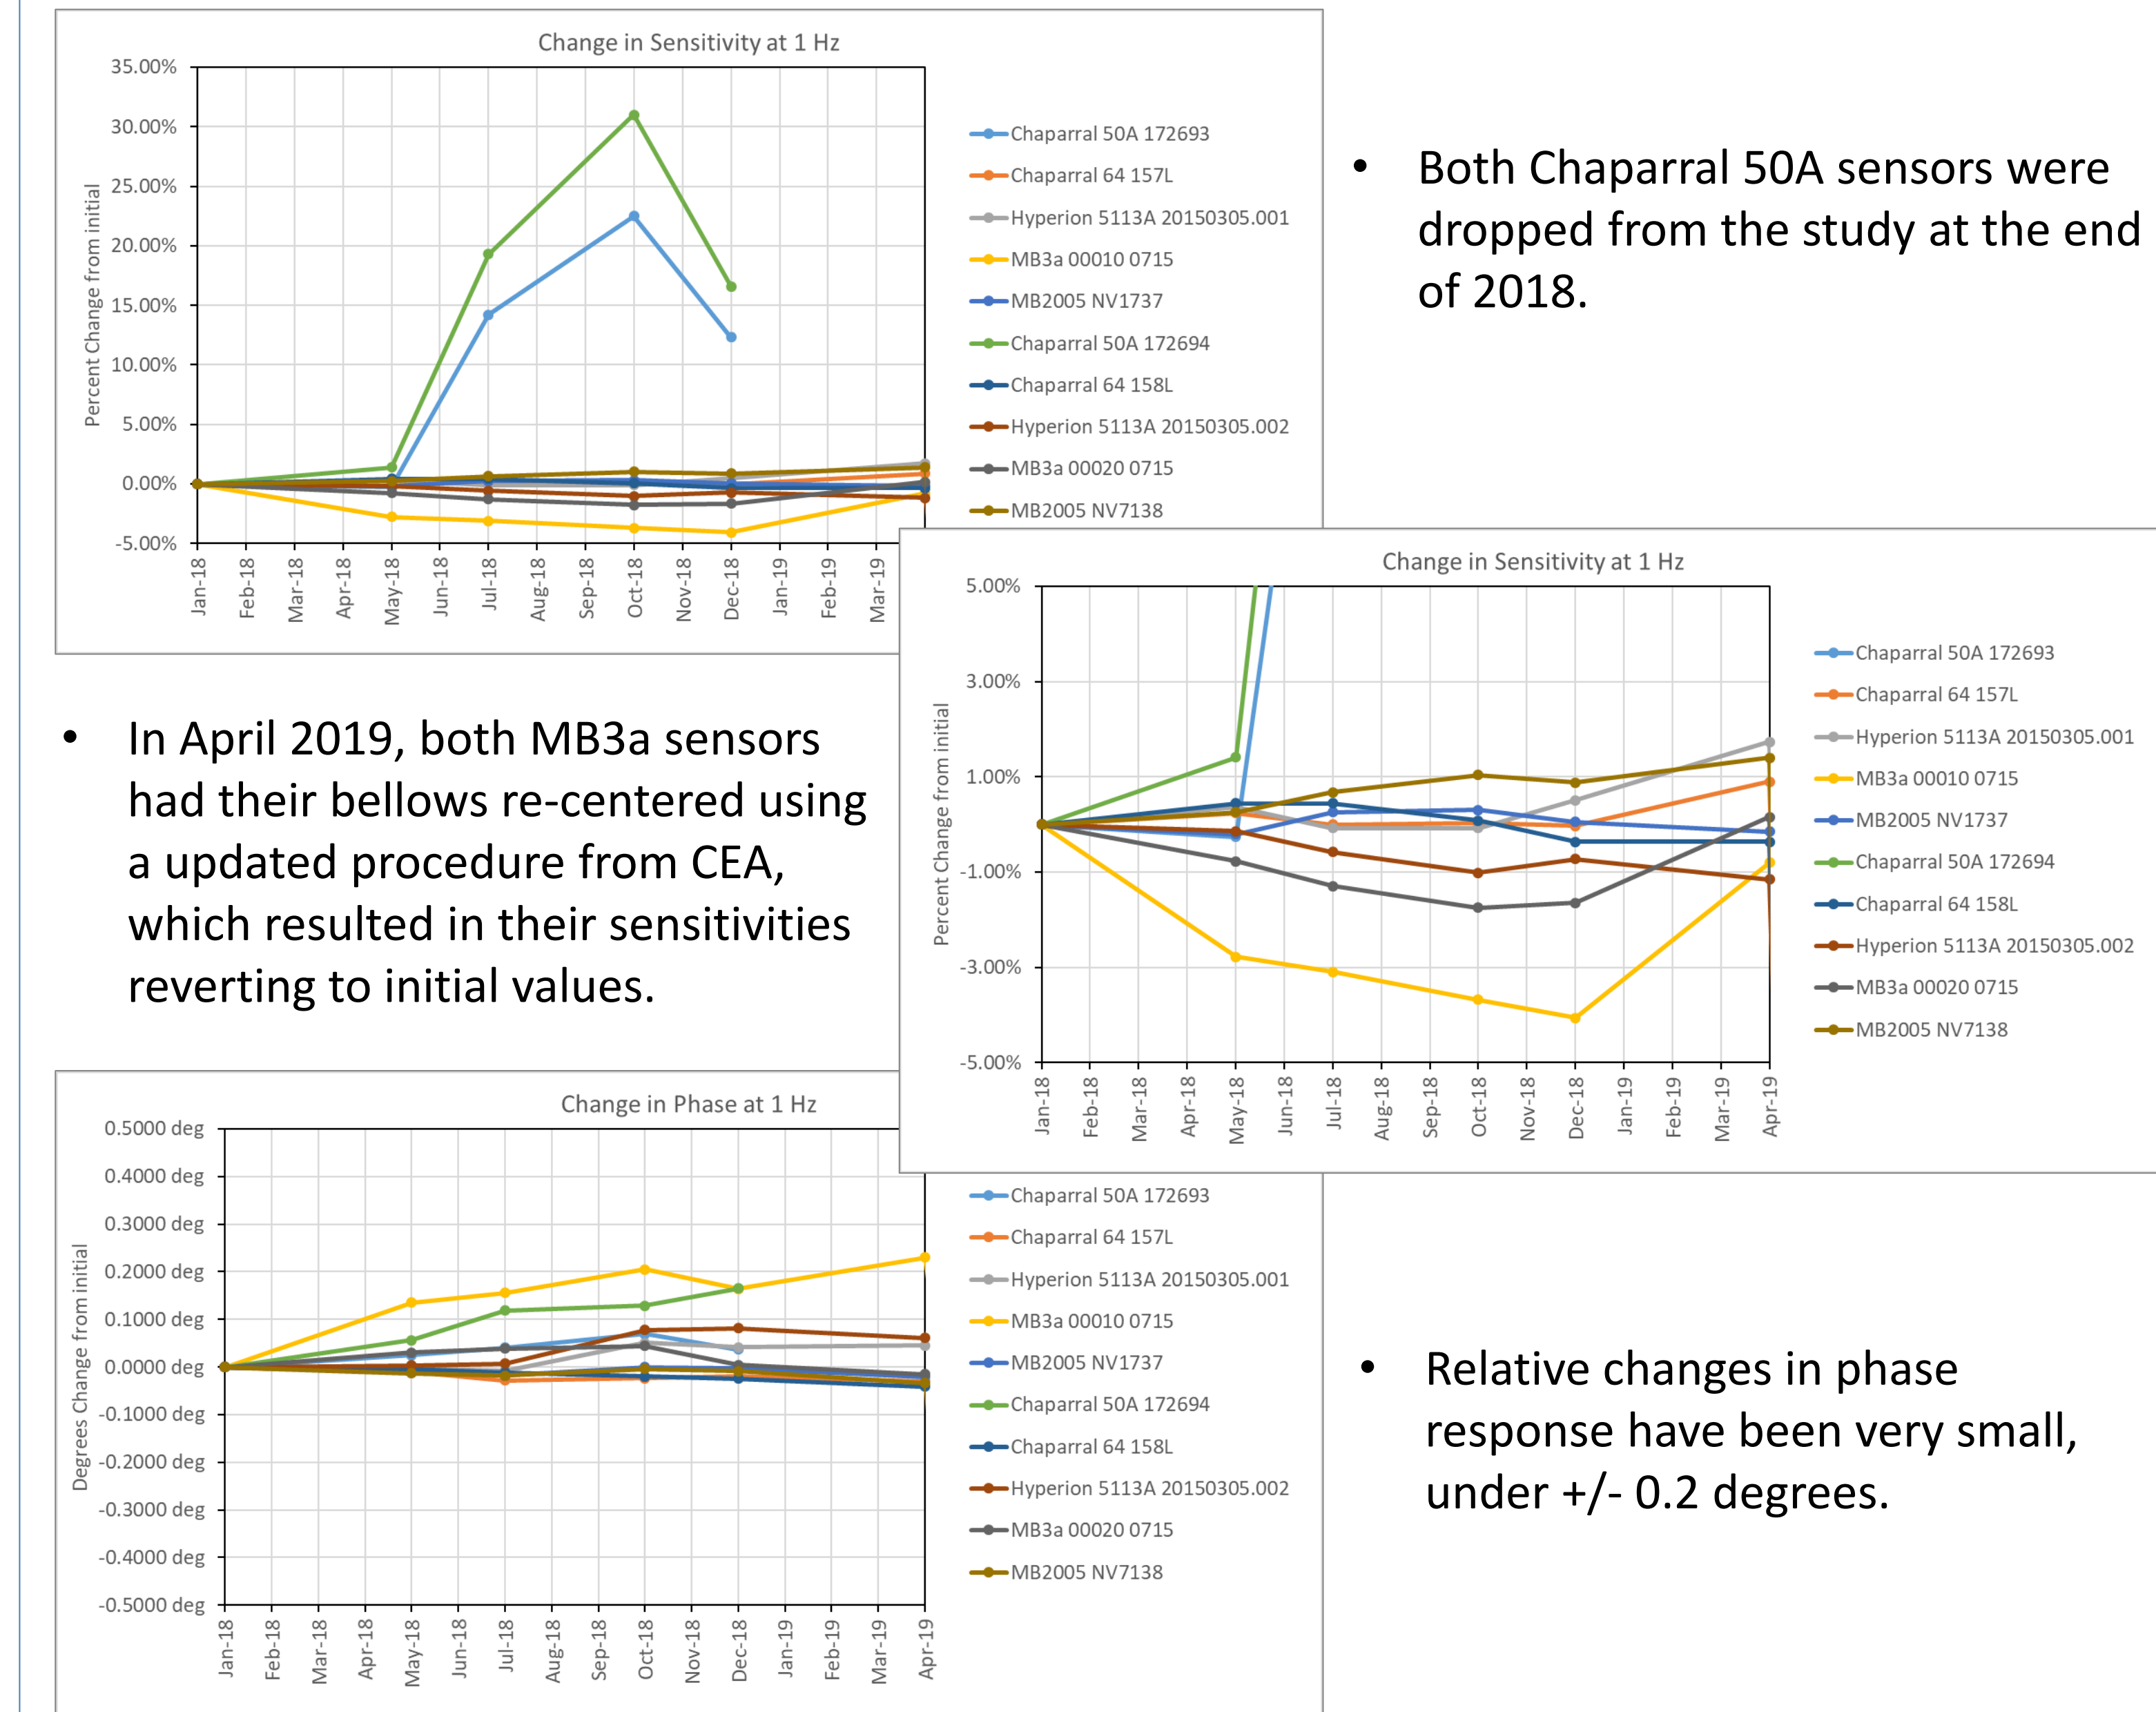 Change in Sensitivity at 1 Hz
35.00%
30.00%
25.00%
20.00%
15.00%
10.00%
5.00%
0.00%
-5.00%
Percent Change from initial
Jan-18
Feb-18
Mar-18
Apr-18
May-18
Jun-18
Jul-18
Aug-18
Sep-18
Oct-18
Nov-18
Dec-18
Jan-19
Feb-19
Mar-19
Chaparral 50A 172693
Chaparral 64 157L
Hyperion 5113A 20150305.001
MB3a 00010 0715
MB2005 NV1737
Chaparral 50A 172694
Chaparral 64 158L
Hyperion 5113A 20150305.002
MB3a 00020 0715
MB2005 NV7138
• Both Chaparral 50A sensors were
dropped from the study at the end
of 2018.
• In April 2019, both MB3a sensors
had their bellows re-centered using
a updated procedure from CEA,
which resulted in their sensitivities
reverting to initial values.
Change in Sensitivity at 1 Hz
5.00%
3.00%
1.00%
-1.00%
-3.00%
-5.00%
Percent Change from initial
Jan-18
Feb-18
Mar-18
Apr-18
May-18
Jun-18
Jul-18
Aug-18
Sep-18
Oct-18
Nov-18
Dec-18
Jan-19
Feb-19
Mar-19
Apr-19
Chaparral 50A 172693
Chaparral 64 157L
Hyperion 5113A 20150305.001
MB3a 00010 0715
MB2005 NV1737
Chaparral 50A 172694
Chaparral 64 158L
Hyperion 5113A 20150305.002
MB3a 00020 0715
MB2005 NV7138
Change in Phase at 1 Hz
0.5000 deg
0.4000 deg
0.3000 deg
0.2000 deg
0.1000 deg
0.0000 deg
-0.1000 deg
-0.2000 deg
-0.3000 deg
-0.4000 deg
-0.5000 deg
Degrees Change from initial
Jan-18
Feb-18
Mar-18
Apr-18
May-18
Jun-18
Jul-18
Aug-18
Sep-18
Oct-18
Nov-18
Dec-18
Jan-19
Feb-19
Mar-19
Apr-19
Chaparral 50A 172693
Chaparral 64 157L
Hyperion 5113A 20150305.001
MB3a 00010 0715
MB2005 NV1737
Chaparral 50A 172694
Chaparral 64 158L
Hyperion 5113A 20150305.002
MB3a 00020 0715
MB2005 NV7138
• Relative changes in phase
response have been very small,
under +/- 0.2 degrees.